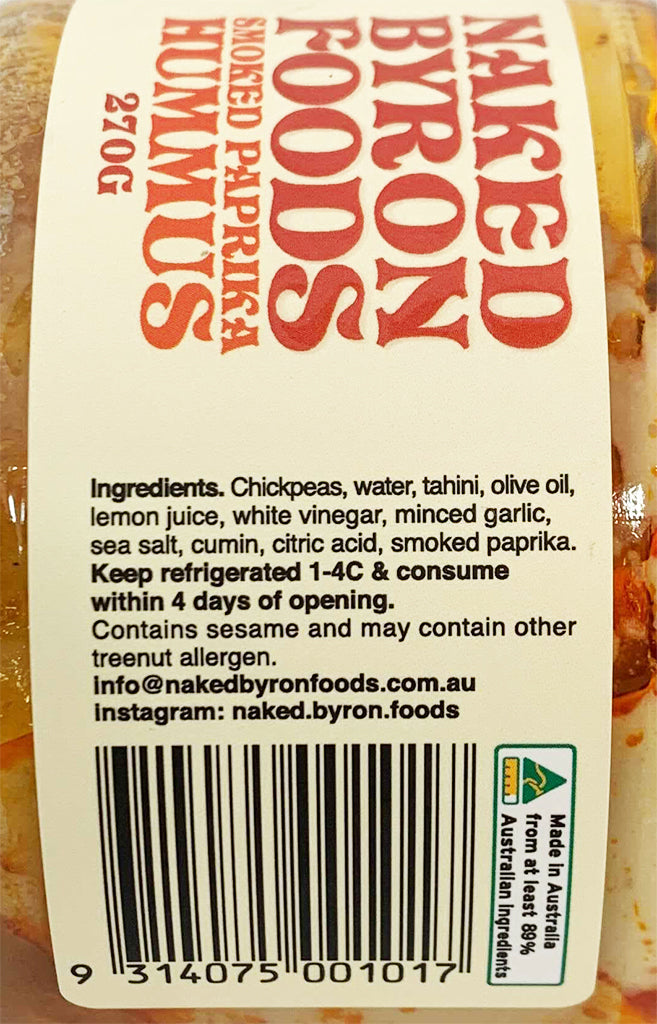 NAKED
BYRON
FOODS
SMOKED PAPRIKA
HUMMUS
270G
Ingredients. Chickpeas, water, tahini, olive oil,
lemon juice, white vinegar, minced garlic,
sea salt, cumin, citric acid, smoked paprika.
Keep refrigerated 1-4C & consume
within 4 days of opening.
Contains sesame and may contain other
treenut allergen.
info@nakedbyronfoods.com.au
instagram: naked.byron.foods
Made in Australia
from at least 89%
Australian Ingredients
9 314075 001017